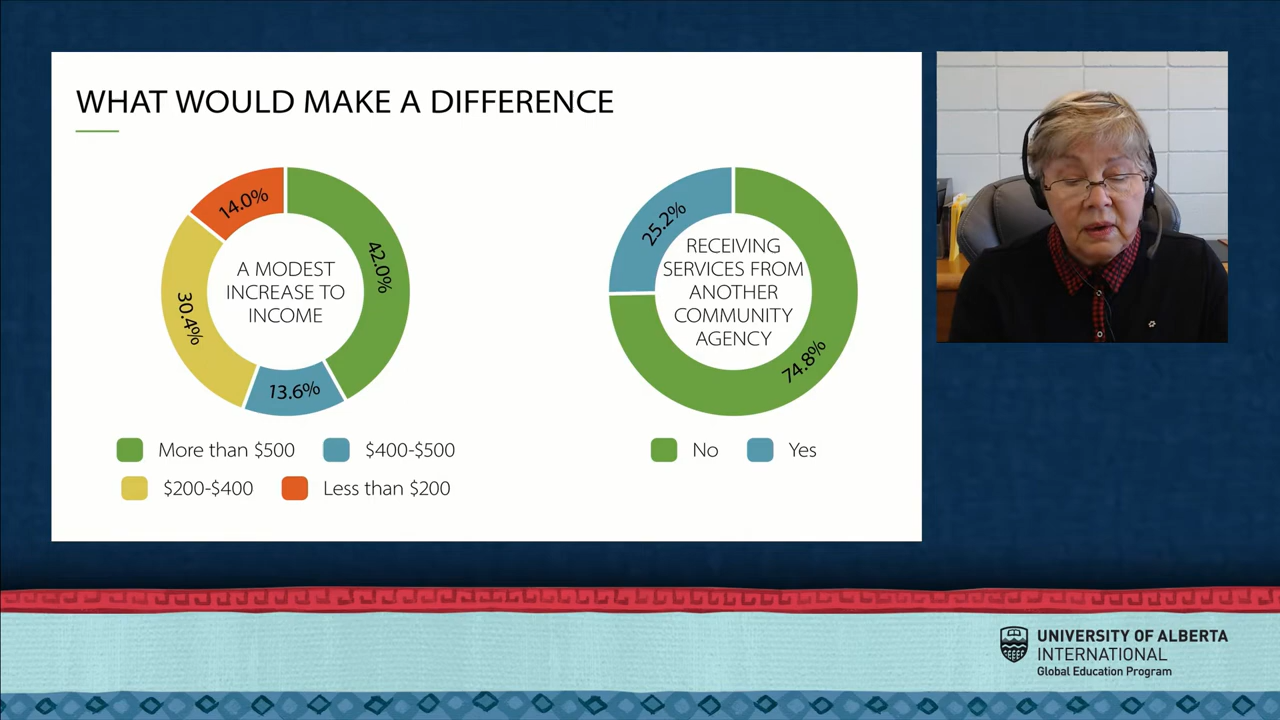 WHAT WOULD MAKE A DIFFERENCE
14.0%
42.0%
30.4%
13.6%
A MODEST
INCREASE TO
INCOME
More than $500
$400-$500
$200-$400
Less than $200
25.2%
74.8%
RECEIVING
SERVICES FROM
ANOTHER
COMMUNITY
AGENCY
No
Yes
UNIVERSITY OF ALBERTA
INTERNATIONAL
Global Education Program